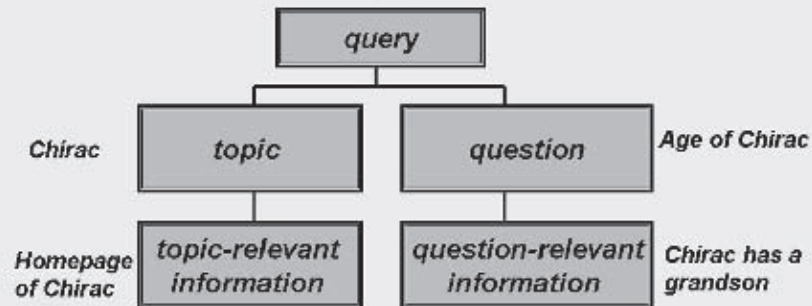 query
Chirac
topic
question
Age of Chirac
Homepage
of Chirac
topic-relevant
information
question-relevant
information
Chirac has a
grandson